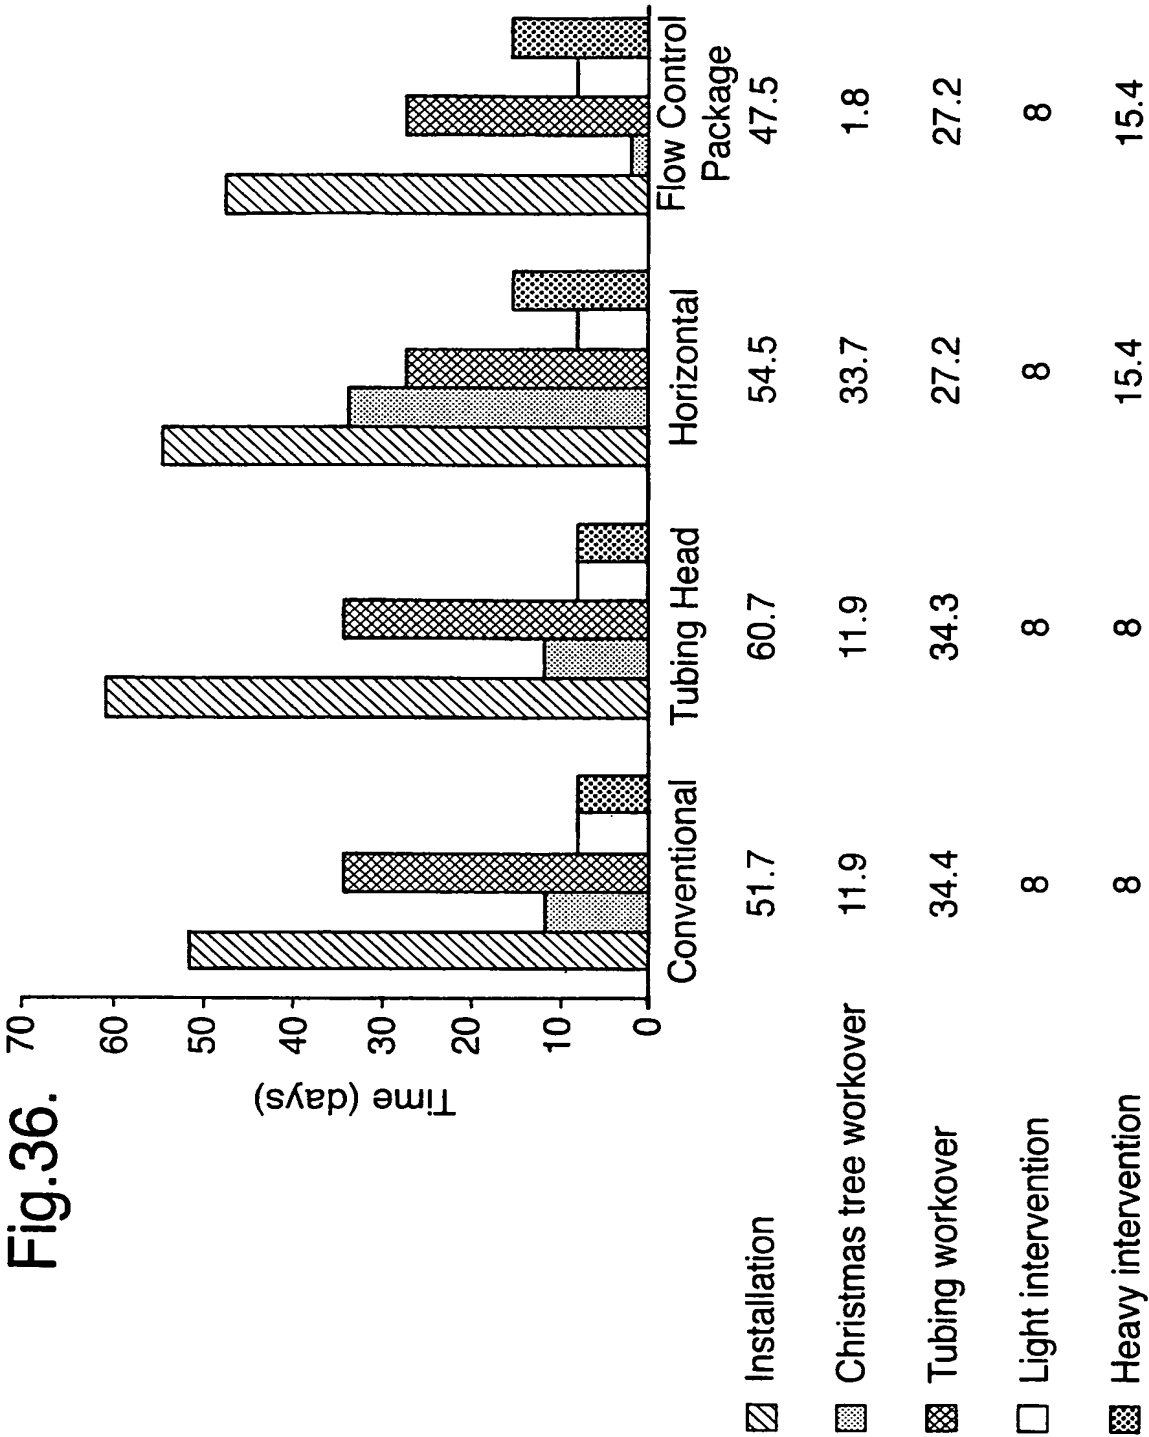 Fig.36.
Time (days)
70
60
50
40
30
20
10
0
Conventional Tubing Head Horizontal Flow Control
Package
Installation 51.7 60.7 54.5 47.5
Christmas tree workover 11.9 11.9 33.7 1.8
Tubing workover 34.4 34.3 27.2 27.2
Light intervention 8 8 8 8
Heavy intervention 8 8 15.4 15.4